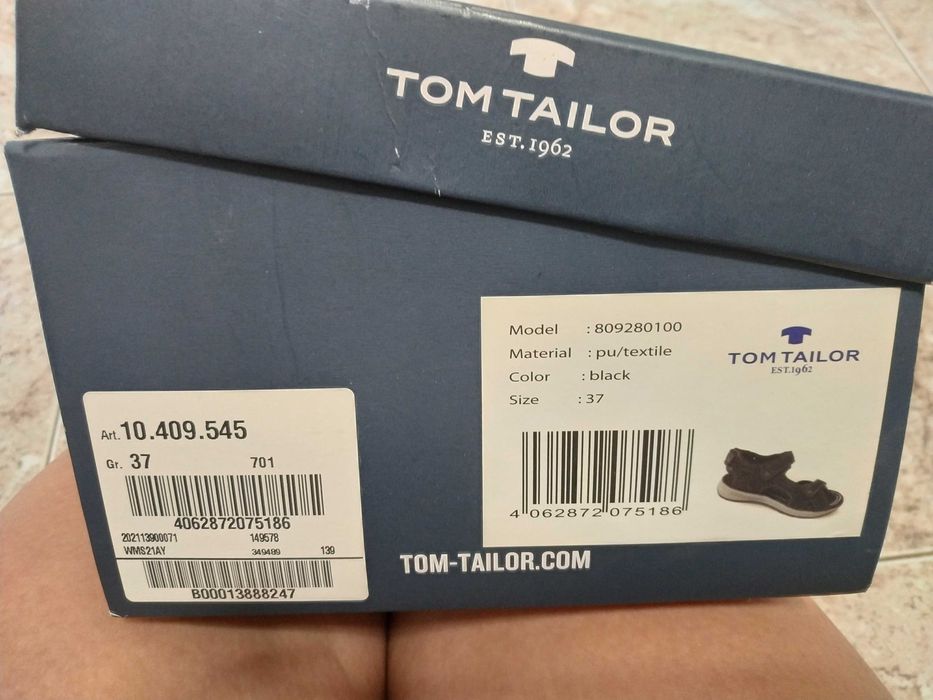 TOM TAILOR
EST.1962
Model : 809280100
Material : pu/textile
Color : black
Size : 37
TOM TAILOR
EST.1962
4 062872 075186
Art. 10.409.545
Gr. 37 701
4062872075186
202113900071 149578
WMS21AY 349489 139
B00013888247
TOM-TAILOR.COM